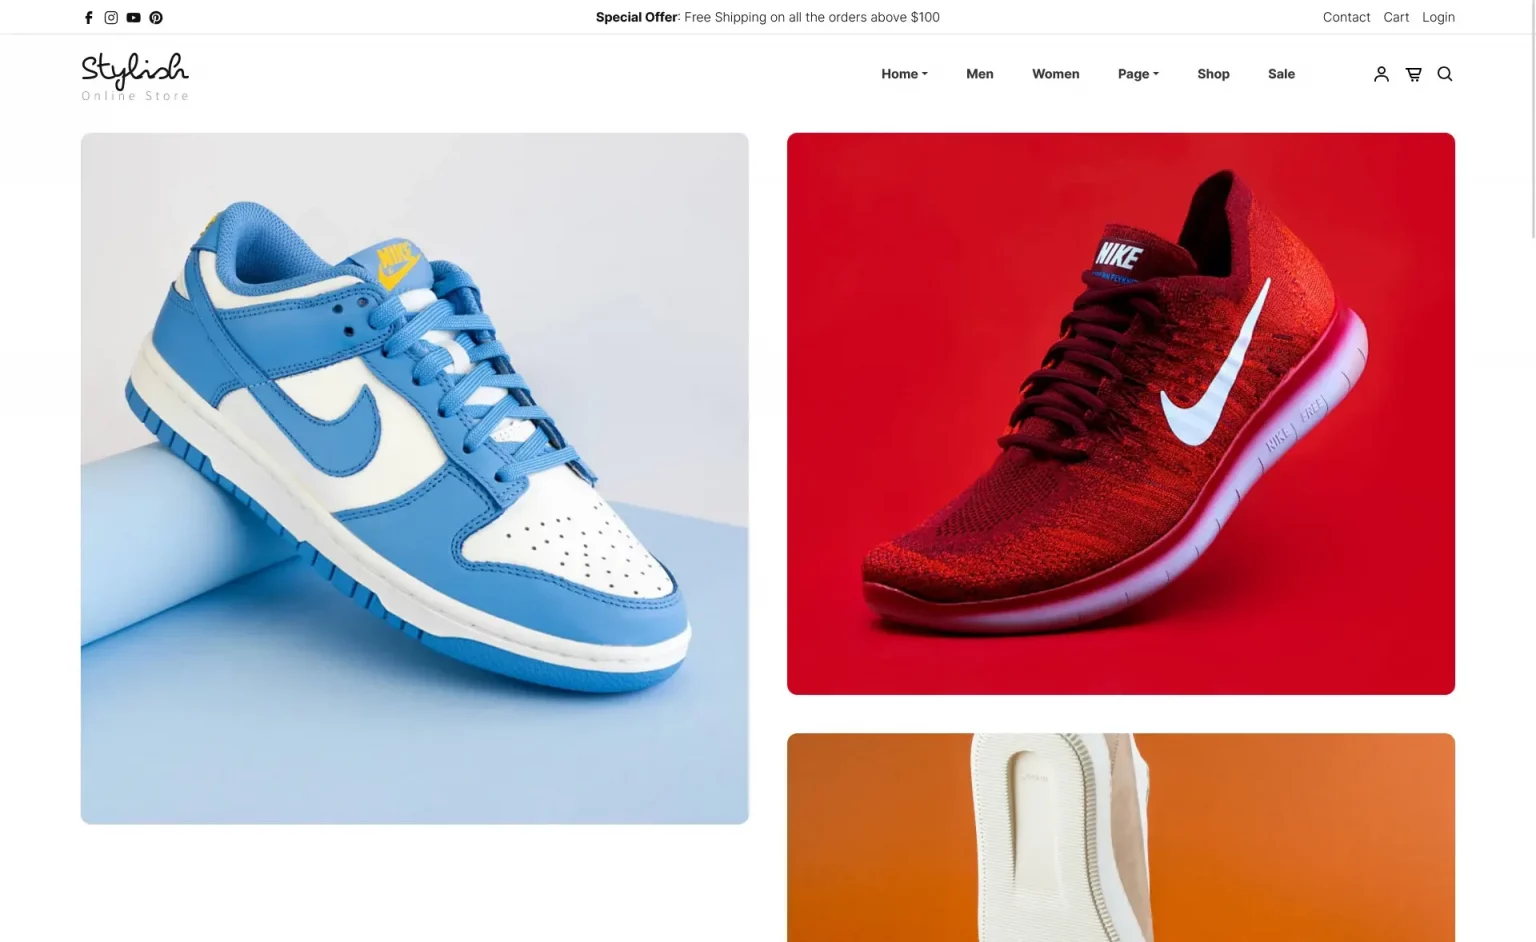 Special Offer: Free Shipping on all the orders above $100
Contact Cart Login
Stylish
Online Store
Home Men Women Page Shop Sale
NIKE
NIKE
NIKE FREE